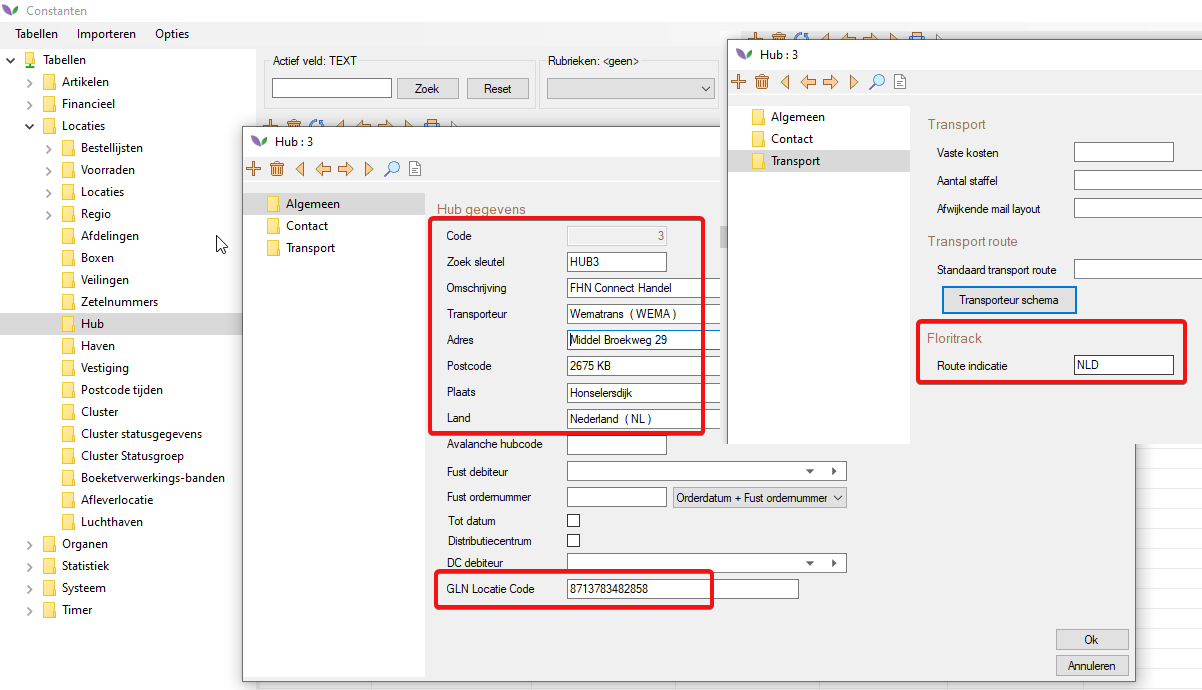 Constanten
Tabellen Importeren Opties
Tabellen
Artikelen
Financieel
Locaties
Bestellijsten
Voorraden
Locaties
Regio
Afdelingen
Boxen
Veilingen
Zetelnummers
Hub
Haven
Vestiging
Postcode tijden
Cluster
Cluster statusgegevens
Cluster Statusgroep
Boeketverwerkings-banden
Afleverlocatie
Luchthaven
Organen
Statistiek
Systeem
Timer
Actief veld: TEXT
Zoek Reset
Rubrieken: <geen>
Hub : 3
Algemeen
Contact
Transport
Hub gegevens
Code 3
Zoek sleutel HUB3
Omschrijving FHN Connect Handel
Transporteur Wematrans ( WEMA )
Adres Middel Broekweg 29
Postcode 2675 KB
Plaats Honselersdijk
Land Nederland ( NL )
Avalanche hubcode
Fust debiteur
Fust ordernummer Orderdatum + Fust ordernummer
Tot datum
Distributiecentrum
DC debiteur
GLN Locatie Code 8713783482858
Ok
Annuleren
Hub : 3
Algemeen
Contact
Transport
Transport
Vaste kosten
Aantal staffel
Afwijkende mail layout
Transport route
Standaard transport route
Transporteur schema
Floritrack
Route indicatie NLD